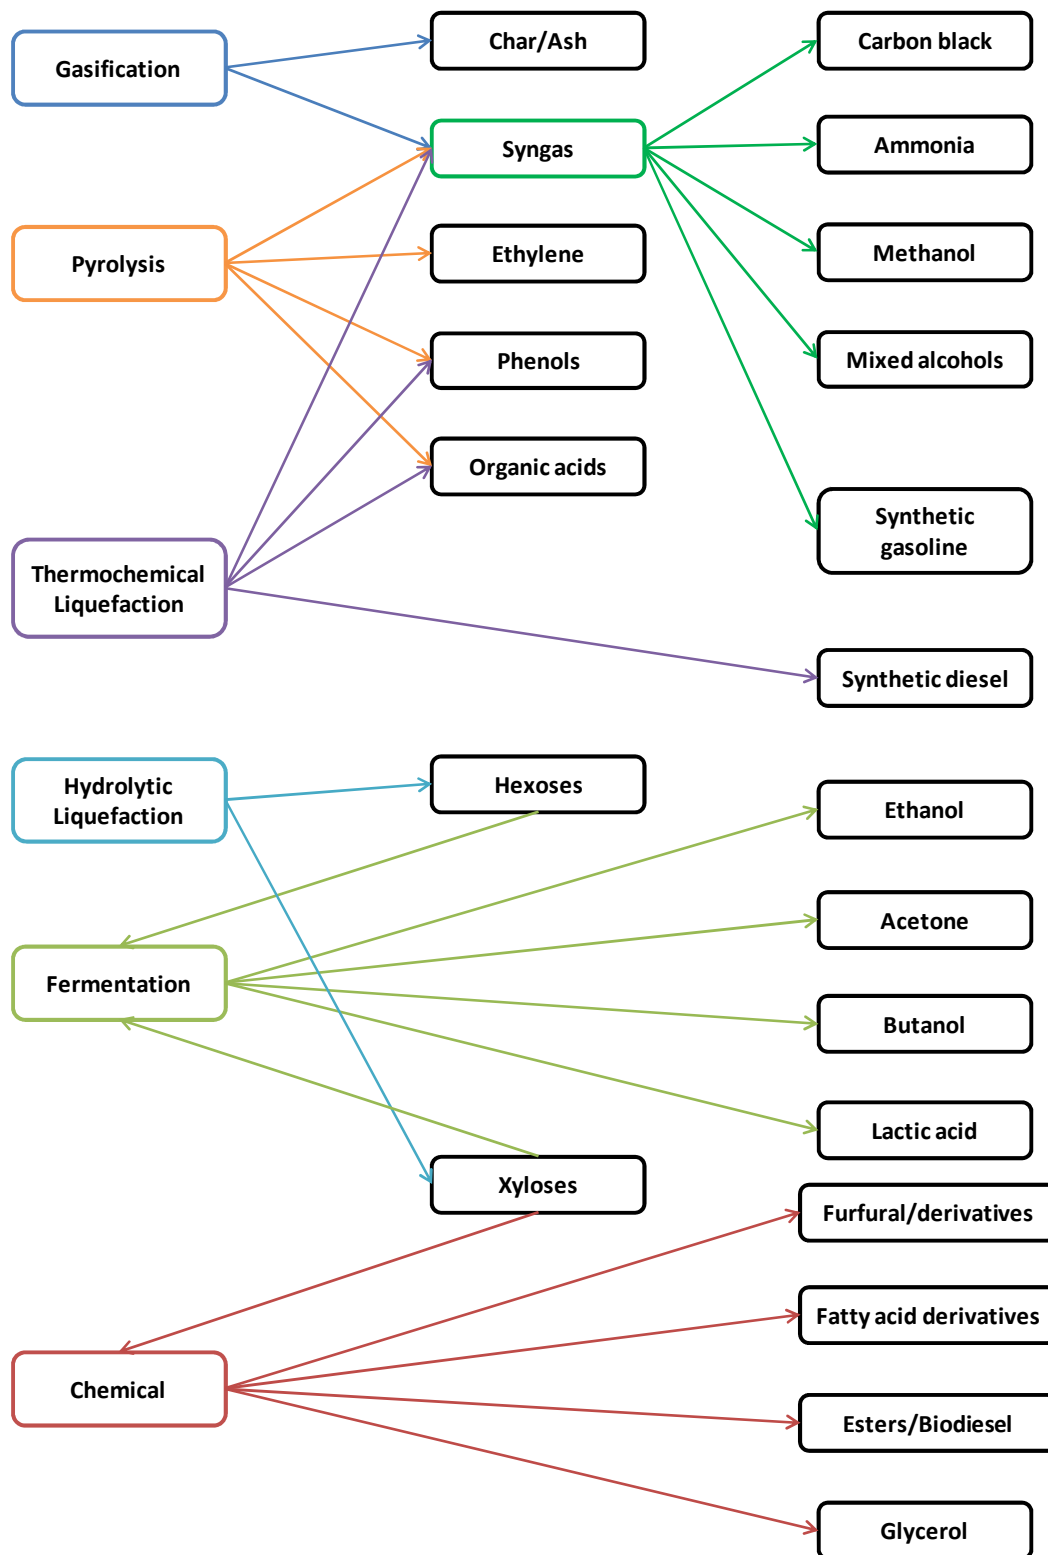 Gasification
Char/Ash
Carbon black
Syngas
Ammonia
Pyrolysis
Ethylene
Methanol
Phenols
Mixed alcohols
Organic acids
Synthetic
gasoline
Thermochemical
Liquefaction
Synthetic diesel
Hydrolytic
Liquefaction
Hexoses
Ethanol
Fermentation
Acetone
Butanol
Lactic acid
Xyloses
Furfural/derivatives
Fatty acid derivatives
Chemical
Esters/Biodiesel
Glycerol